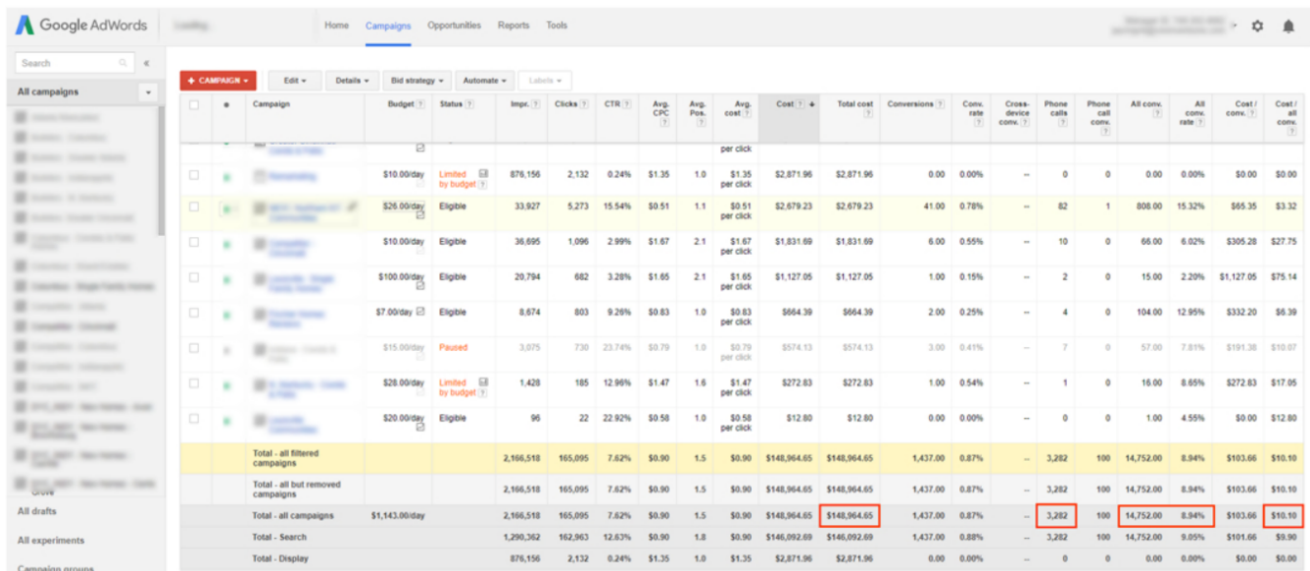 Google AdWords
Home Campaigns Opportunities Reports Tools
Search
+ CAMPAIGN Edit Details Bid strategy Automate Labels
All campaigns
Campaign Budget ? Status ? Impr. ? Clicks ? CTR ? Avg. CPC ? Avg. Pos. ? Avg. cost ? Cost ? Total cost ? Conversions ? Conv. rate ? Cross-device conv. ? Phone calls ? Phone call conv. ? All conv. ? All conv. rate ? Cost / conv. ? Cost / all conv. ?
per click
$10.00/day Limited by budget ? 876,156 2,132 0.24% $1.35 1.0 $1.35 per click $2,871.96 $2,871.96 0.00 0.00% -- 0 0 0.00 0.00% $0.00 $0.00
$26.00/day Eligible 33,927 5,273 15.54% $0.51 1.1 $0.51 per click $2,679.23 $2,679.23 41.00 0.78% -- 82 1 808.00 15.32% $65.35 $3.32
$10.00/day Eligible 36,695 1,096 2.99% $1.67 2.1 $1.67 per click $1,831.69 $1,831.69 6.00 0.55% -- 10 0 66.00 6.02% $305.28 $27.75
$100.00/day Eligible 20,794 682 3.28% $1.65 2.1 $1.65 per click $1,127.05 $1,127.05 1.00 0.15% -- 2 0 15.00 2.20% $1,127.05 $75.14
$7.00/day Eligible 8,674 803 9.26% $0.83 1.0 $0.83 per click $664.39 $664.39 2.00 0.25% -- 4 0 104.00 12.95% $332.20 $6.39
$15.00/day Paused 3,075 730 23.74% $0.79 1.0 $0.79 per click $574.13 $574.13 3.00 0.41% -- 7 0 57.00 7.81% $191.38 $10.07
$28.00/day Limited by budget ? 1,428 185 12.96% $1.47 1.6 $1.47 per click $272.83 $272.83 1.00 0.54% -- 1 0 16.00 8.65% $272.83 $17.05
$20.00/day Eligible 96 22 22.92% $0.58 1.0 $0.58 per click $12.80 $12.80 0.00 0.00% -- 0 0 1.00 4.55% $0.00 $12.80
Total - all filtered campaigns 2,166,518 165,095 7.62% $0.90 1.5 $0.90 $148,964.65 $148,964.65 1,437.00 0.87% -- 3,282 100 14,752.00 8.94% $103.66 $10.10
Total - all but removed campaigns 2,166,518 165,095 7.62% $0.90 1.5 $0.90 $148,964.65 $148,964.65 1,437.00 0.87% -- 3,282 100 14,752.00 8.94% $103.66 $10.10
Total - all campaigns $1,143.00/day 2,166,518 165,095 7.62% $0.90 1.5 $0.90 $148,964.65 $148,964.65 1,437.00 0.87% -- 3,282 100 14,752.00 8.94% $103.66 $10.10
Total - Search 1,290,362 162,963 12.63% $0.90 1.8 $0.90 $146,092.69 $146,092.69 1,437.00 0.88% -- 3,282 100 14,752.00 9.05% $101.66 $9.90
Total - Display 876,156 2,132 0.24% $1.35 1.0 $1.35 $2,871.96 $2,871.96 0.00 0.00% -- 0 0 0.00 0.00% $0.00 $0.00
All drafts
All experiments
Campaign groups